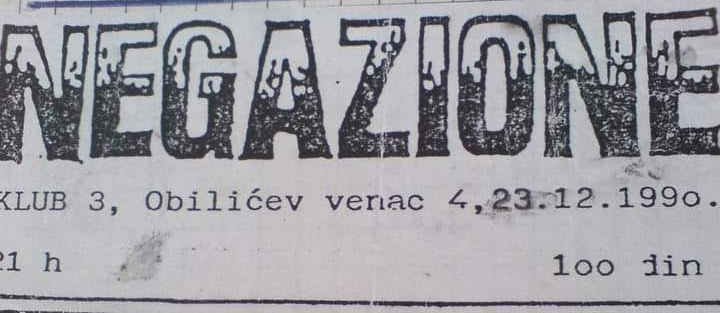 NEGAZIONE
KLUB 3, Obilićev venac 4,23.12.199o.
21 h 1oo din